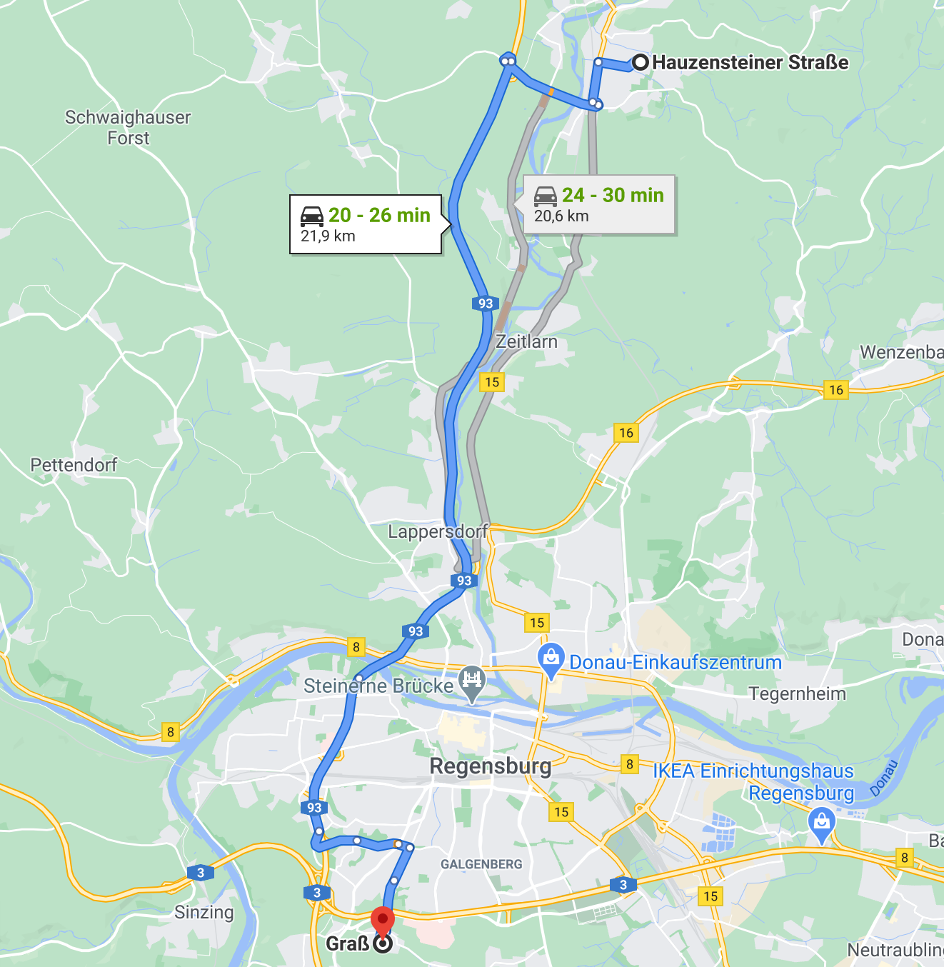 Hauzensteiner Straße
Schwaighauser
Forst
24 - 30 min
20,6 km
20 - 26 min
21,9 km
93
Zeitlarn
Wenzenba
15
16
16
Pettendorf
Lappersdorf
93
15
93
8
Dona
Donau-Einkaufszentrum
Steinerne Brücke
Tegernheim
8
Regensburg
8
IKEA Einrichtungshaus
Regensburg
Donau
93
15
Ba
GALGENBERG
8
3
3
3
15
Sinzing
Graß
Neutraublin